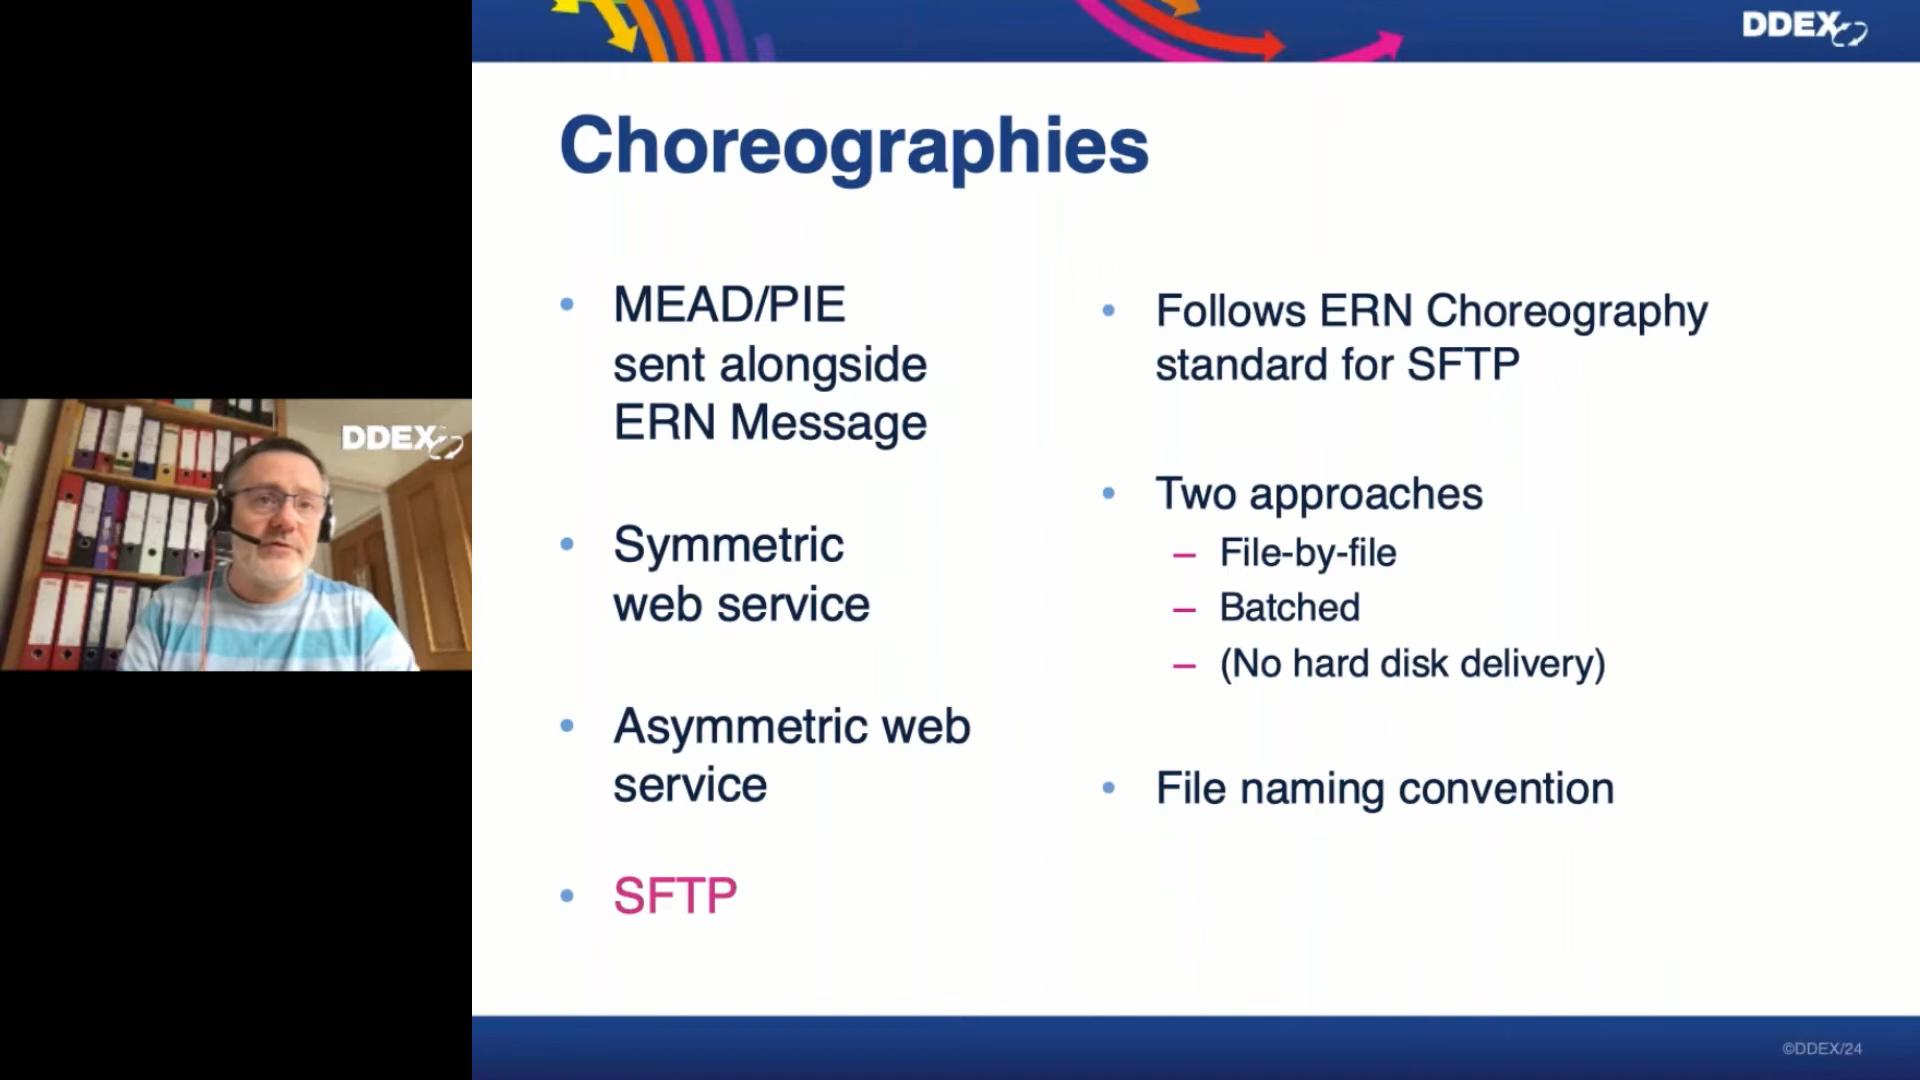 DDEX
Choreographies
• MEAD/PIE
sent alongside
ERN Message
• Symmetric
web service
• Asymmetric web
service
• SFTP
• Follows ERN Choreography
standard for SFTP
• Two approaches
– File-by-file
– Batched
– (No hard disk delivery)
• File naming convention
DDEX
©DDEX/24